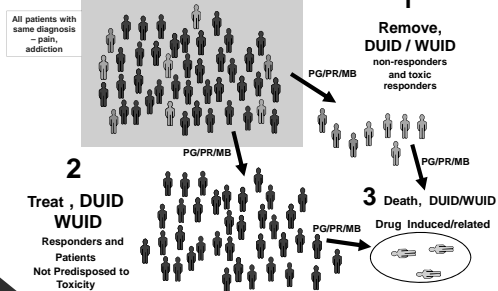 All patients with
same diagnosis
– pain,
addiction
Remove,
DUID / WUID
non-responders
and toxic
responders
PG/PR/MB
PG/PR/MB
PG/PR/MB
2
Treat , DUID
WUID
Responders and
Patients
Not Predisposed to
Toxicity
3 Death, DUID/WUID
Drug Induced/related
PG/PR/MB